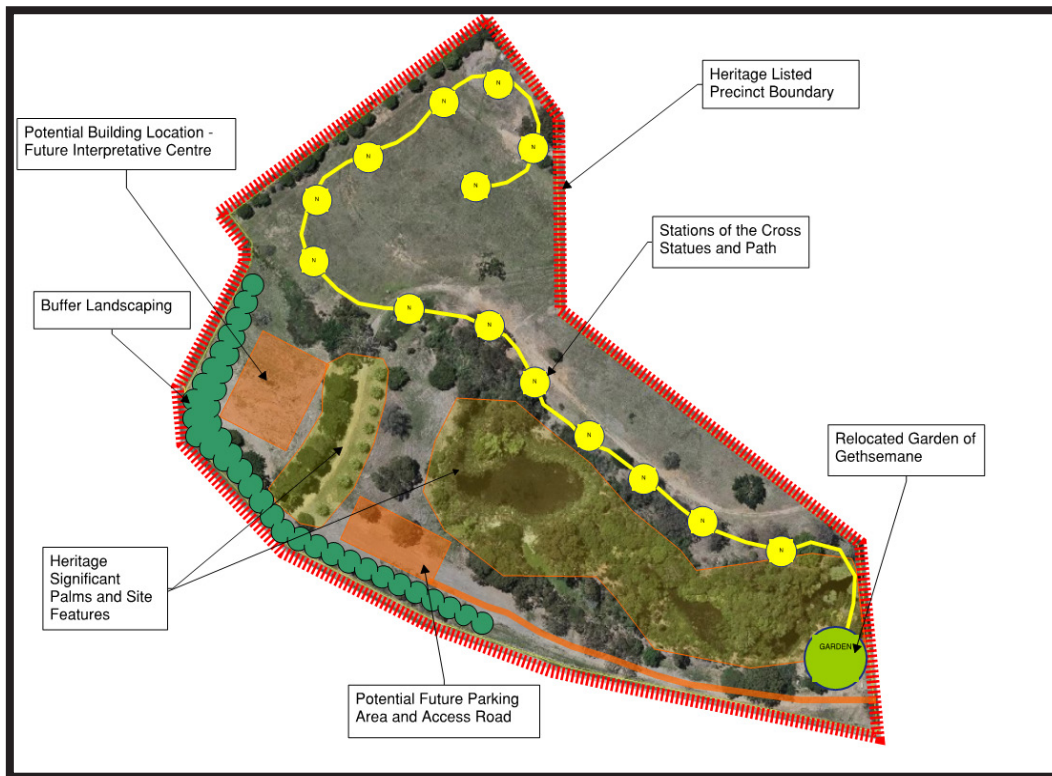 Heritage Listed
Precinct Boundary
Potential Building Location -
Future Interpretative Centre
Stations of the Cross
Statues and Path
Buffer Landscaping
Relocated Garden of
Gethsemane
Heritage
Significant
Palms and Site
Features
Potential Future Parking
Area and Access Road
N
N
N
N
N
N
N
N
N
N
N
N
N
N
GARDEN